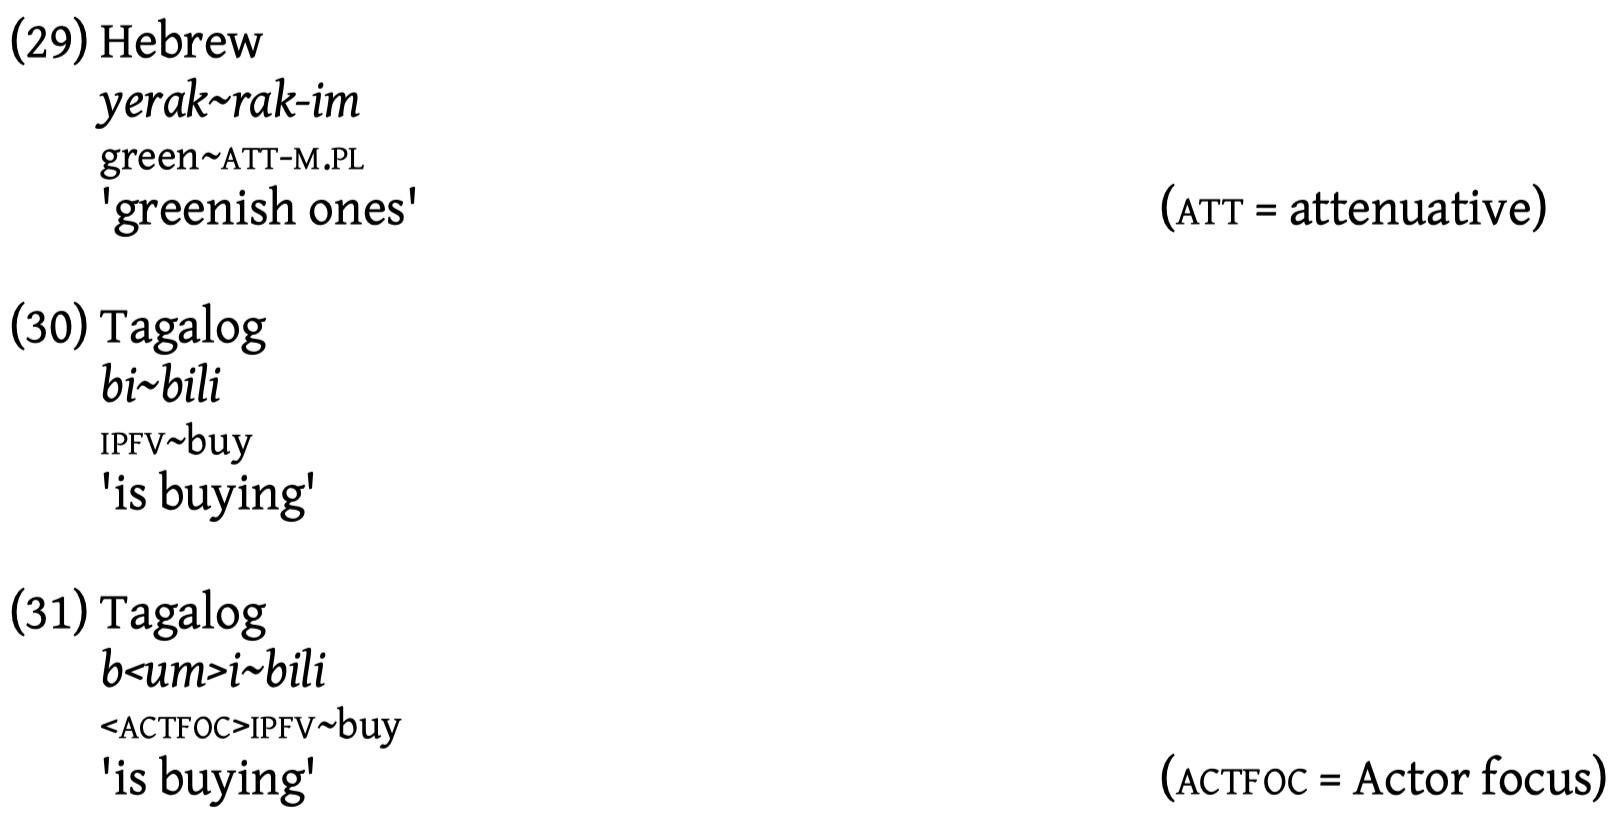 (29) Hebrew
yerak~rak-im
green~ATT-M.PL
'greenish ones' (ATT = attenuative)
(30) Tagalog
bi~bili
IPFV~buy
'is buying'
(31) Tagalog
b<um>i~bili
<ACTFOC>IPFV~buy
'is buying' (ACTFOC = Actor focus)